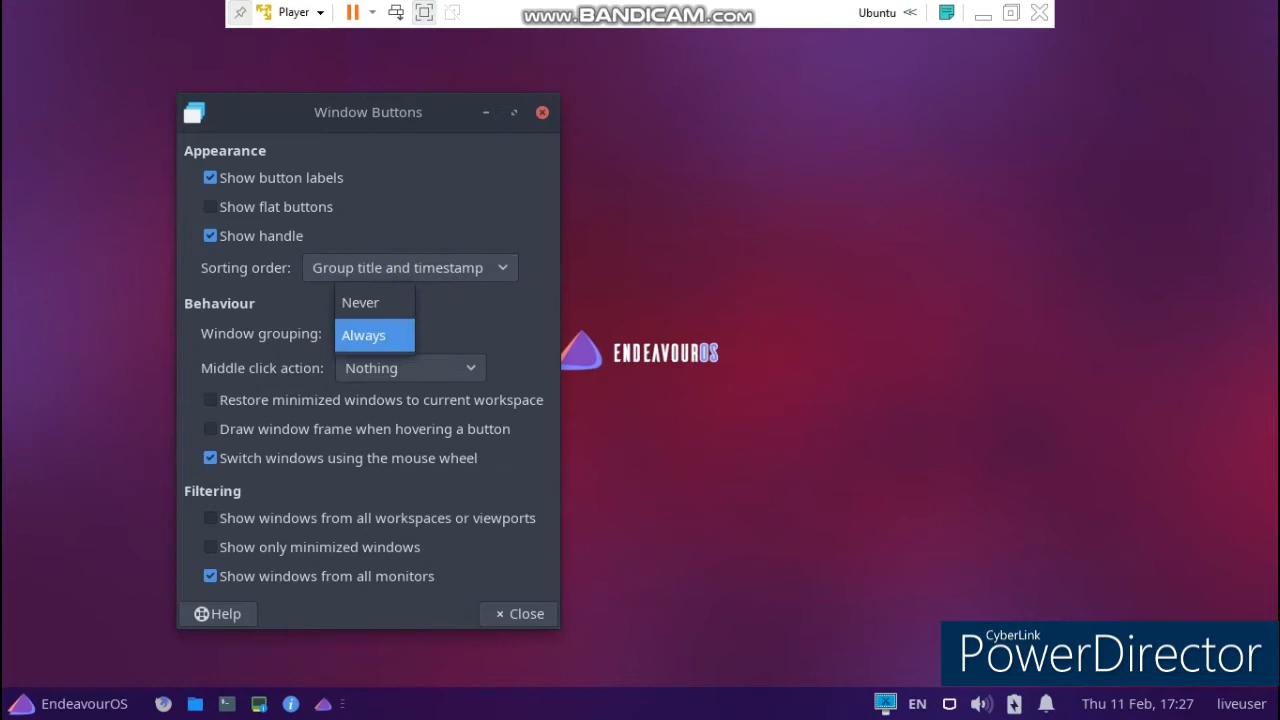 Player
www.BANDICAM.com
Ubuntu
Window Buttons
Appearance
Show button labels
Show flat buttons
Show handle
Sorting order: Group title and timestamp
Behaviour
Never
Window grouping: Always
Middle click action: Nothing
Restore minimized windows to current workspace
Draw window frame when hovering a button
Switch windows using the mouse wheel
Filtering
Show windows from all workspaces or viewports
Show only minimized windows
Show windows from all monitors
Help
Close
ENDEAVOUROS
CyberLink
PowerDirector
EndeavourOS
EN
Thu 11 Feb, 17:27
liveuser